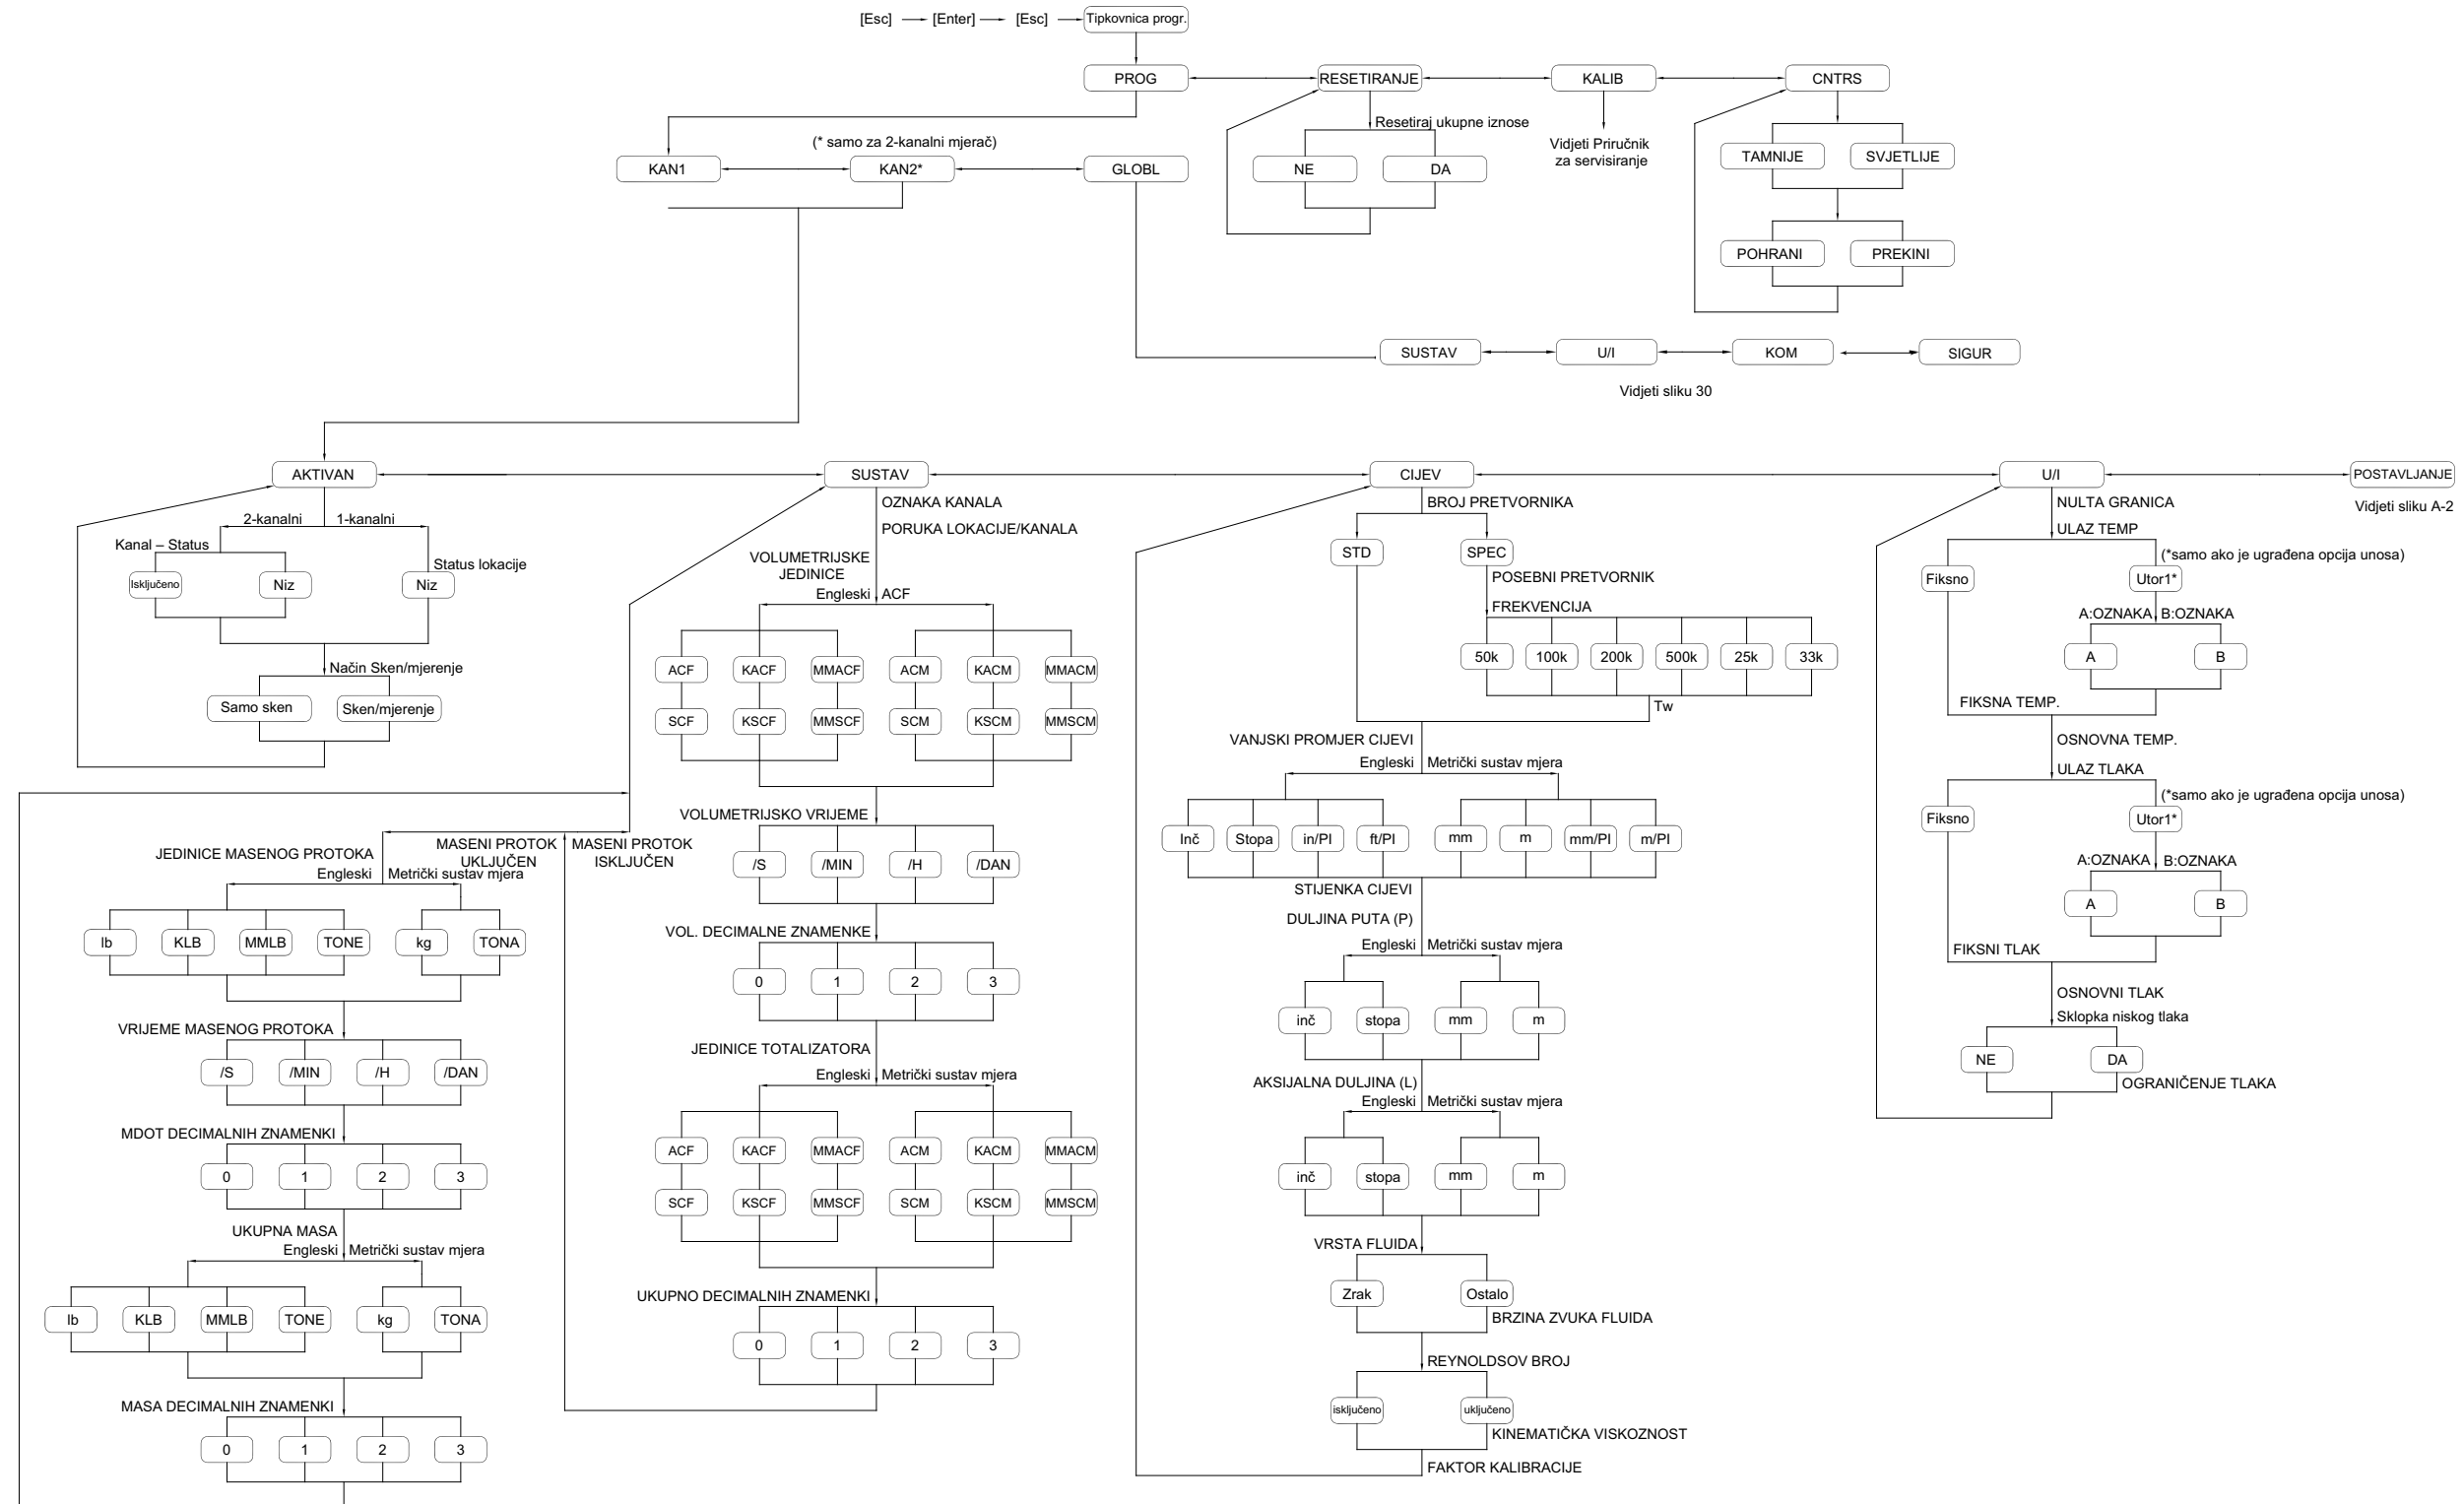 [Esc] [Enter] [Esc] Tipkovnica progr.
PROG RESETIRANJE KALIB CNTRS
Resetiraj ukupne iznose
(* samo za 2-kanalni mjerač)
Vidjeti Priručnik
za servisiranje
KAN1 KAN2* GLOBL
NE DA
TAMNIJE SVJETLIJE
POHRANI PREKINI
SUSTAV U/I KOM SIGUR
Vidjeti sliku 30
AKTIVAN SUSTAV CIJEV U/I POSTAVLJANJE
Vidjeti sliku A-2
2-kanalni 1-kanalni
Kanal – Status
Status lokacije
Isključeno Niz Niz
Način Sken/mjerenje
Samo sken Sken/mjerenje
OZNAKA KANALA
PORUKA LOKACIJE/KANALA
VOLUMETRIJSKE
JEDINICE
Engleski ACF
ACF KACF MMACF ACM KACM MMACM
SCF KSCF MMSCF SCM KSCM MMSCM
VOLUMETRIJSKO VRIJEME
/S /MIN /H /DAN
VOL. DECIMALNE ZNAMENKE
0 1 2 3
JEDINICE TOTALIZATORA
Engleski Metrički sustav mjera
ACF KACF MMACF ACM KACM MMACM
SCF KSCF MMSCF SCM KSCM MMSCM
UKUPNO DECIMALNIH ZNAMENKI
0 1 2 3
MASENI PROTOK
UKLJUČEN
MASENI PROTOK
ISKLJUČEN
JEDINICE MASENOG PROTOKA
Engleski Metrički sustav mjera
lb KLB MMLB TONE kg TONA
VRIJEME MASENOG PROTOKA
/S /MIN /H /DAN
MDOT DECIMALNIH ZNAMENKI
0 1 2 3
UKUPNA MASA
Engleski Metrički sustav mjera
lb KLB MMLB TONE kg TONA
MASA DECIMALNIH ZNAMENKI
0 1 2 3
BROJ PRETVORNIKA
STD SPEC
POSEBNI PRETVORNIK
FREKVENCIJA
50k 100k 200k 500k 25k 33k
Tw
VANJSKI PROMJER CIJEVI
Engleski Metrički sustav mjera
Inč Stopa in/PI ft/PI mm m mm/PI m/PI
STIJENKA CIJEVI
DULJINA PUTA (P)
Engleski Metrički sustav mjera
inč stopa mm m
AKSIJALNA DULJINA (L)
Engleski Metrički sustav mjera
inč stopa mm m
VRSTA FLUIDA
Zrak Ostalo
BRZINA ZVUKA FLUIDA
REYNOLDSOV BROJ
isključeno uključeno
KINEMATIČKA VISKOZNOST
FAKTOR KALIBRACIJE
NULTA GRANICA
ULAZ TEMP
(*samo ako je ugrađena opcija unosa)
Fiksno Utor1*
A:OZNAKA B:OZNAKA
A B
FIKSNA TEMP.
OSNOVNA TEMP.
ULAZ TLAKA
(*samo ako je ugrađena opcija unosa)
Fiksno Utor1*
A:OZNAKA B:OZNAKA
A B
FIKSNI TLAK
OSNOVNI TLAK
Sklopka niskog tlaka
NE DA
OGRANIČENJE TLAKA